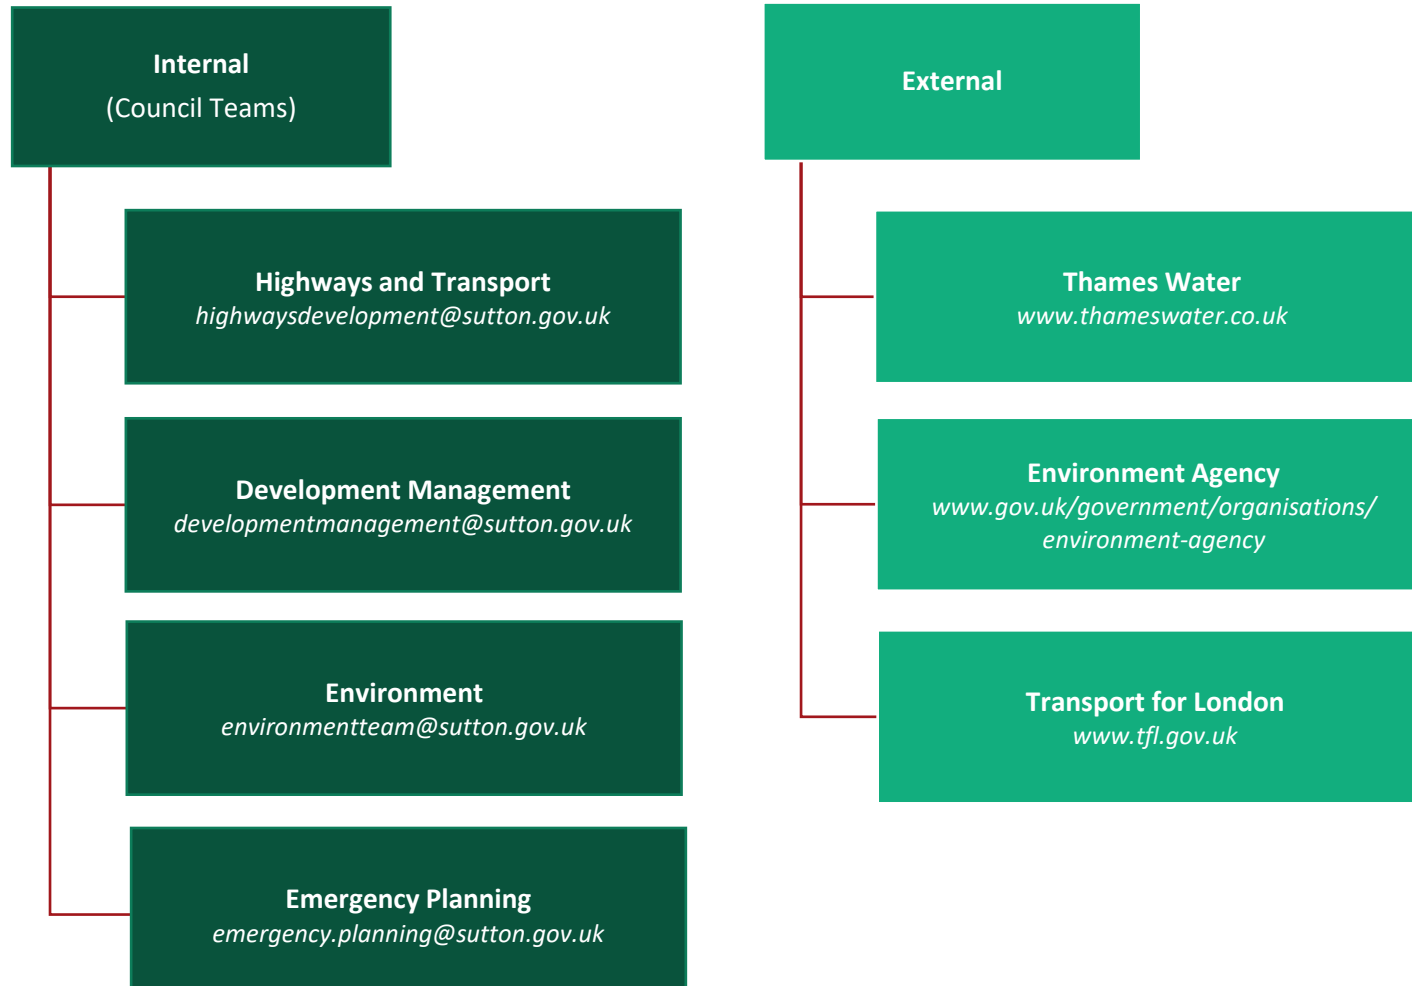 Internal
(Council Teams)
Highways and Transport
highwaysdevelopment@sutton.gov.uk
Development Management
developmentmanagement@sutton.gov.uk
Environment
environmentteam@sutton.gov.uk
Emergency Planning
emergency.planning@sutton.gov.uk
External
Thames Water
www.thameswater.co.uk
Environment Agency
www.gov.uk/government/organisations/
environment-agency
Transport for London
www.tfl.gov.uk